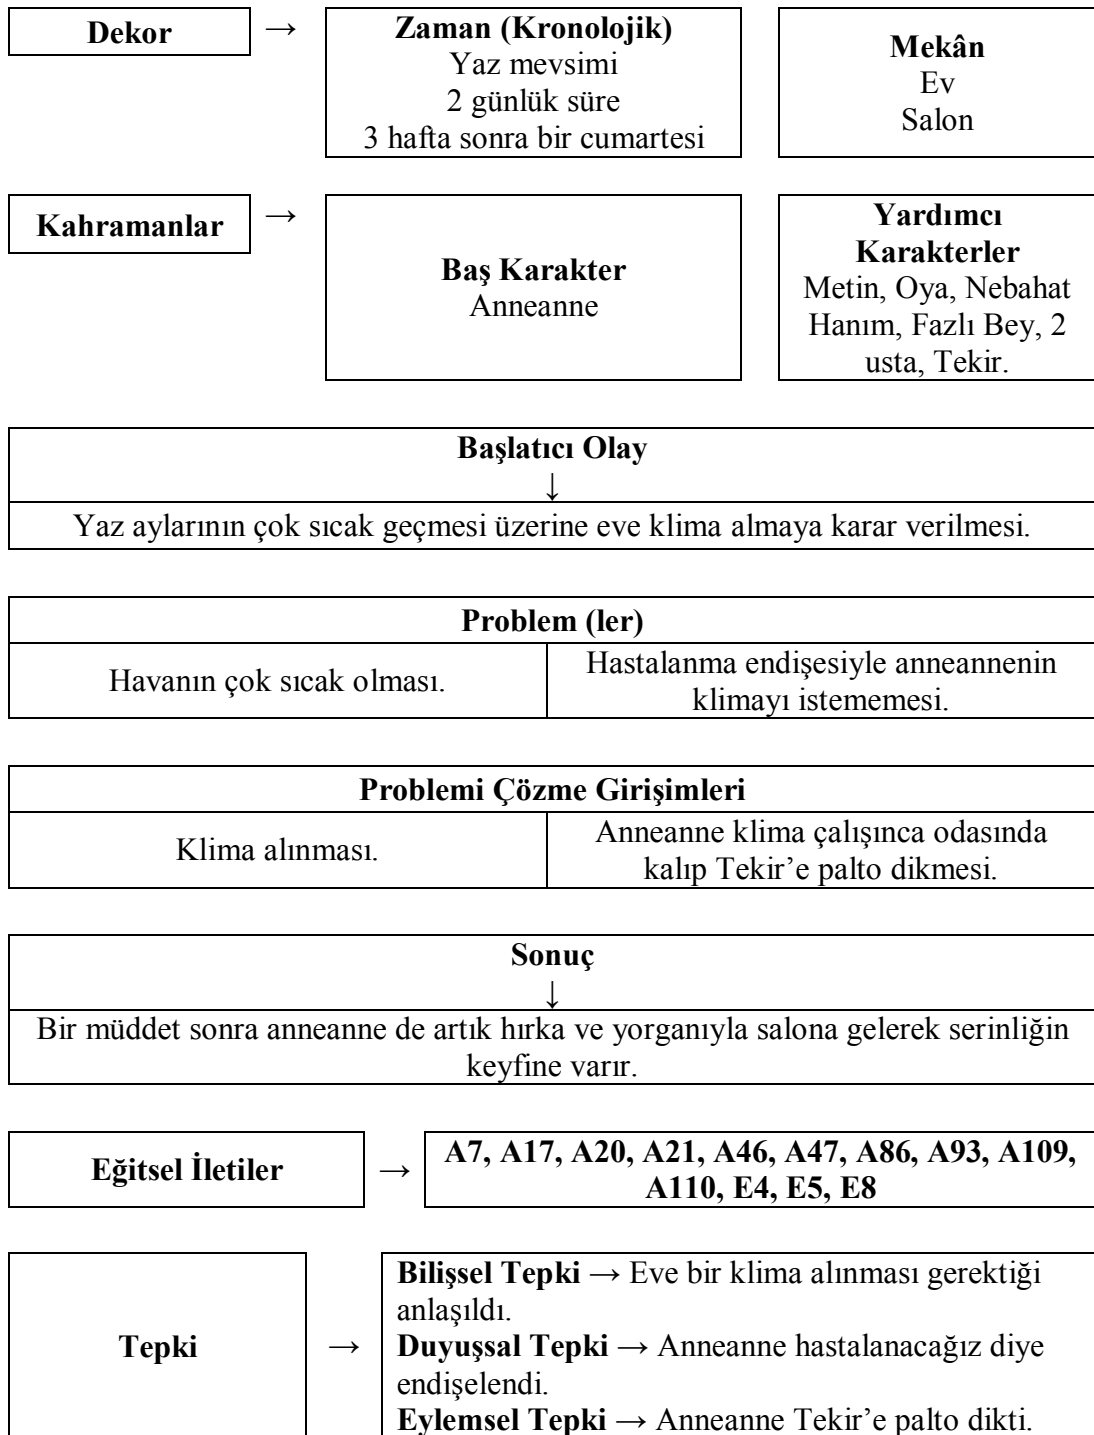 Dekor
→
Zaman (Kronolojik)
Yaz mevsimi
2 günlük süre
3 hafta sonra bir cumartesi
Mekân
Ev
Salon
Kahramanlar
→
Baş Karakter
Anneanne
Yardımcı
Karakterler
Metin, Oya, Nebahat
Hanım, Fazlı Bey, 2
usta, Tekir.
Başlatıcı Olay
↓
Yaz aylarının çok sıcak geçmesi üzerine eve klima almaya karar verilmesi.
Problem (ler)
Havanın çok sıcak olması.
Hastalanma endişesiyle anneannenin
klimayı istememesi.
Problemi Çözme Girişimleri
Klima alınması.
Anneanne klima çalışınca odasında
kalıp Tekir’e palto dikmesi.
Sonuç
↓
Bir müddet sonra anneanne de artık hırka ve yorganıyla salona gelerek serinliğin
keyfine varır.
Eğitsel İletiler
→
A7, A17, A20, A21, A46, A47, A86, A93, A109,
A110, E4, E5, E8
Tepki
→
Bilişsel Tepki → Eve bir klima alınması gerektiği
anlaşıldı.
Duyuşsal Tepki → Anneanne hastalanacağız diye
endişelendi.
Eylemsel Tepki → Anneanne Tekir’e palto dikti.